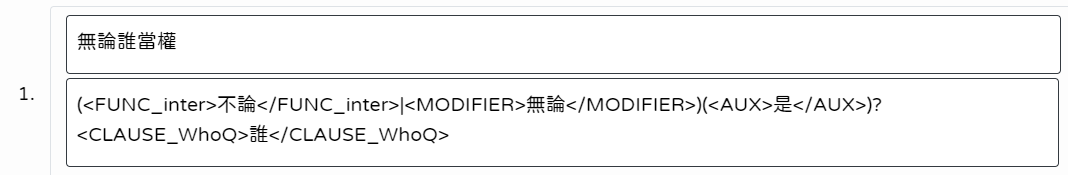 無論誰當權
1.
(<FUNC_inter>不論</FUNC_inter>|<MODIFIER>無論</MODIFIER>)(<AUX>是</AUX>)?
<CLAUSE_WhoQ>誰</CLAUSE_WhoQ>